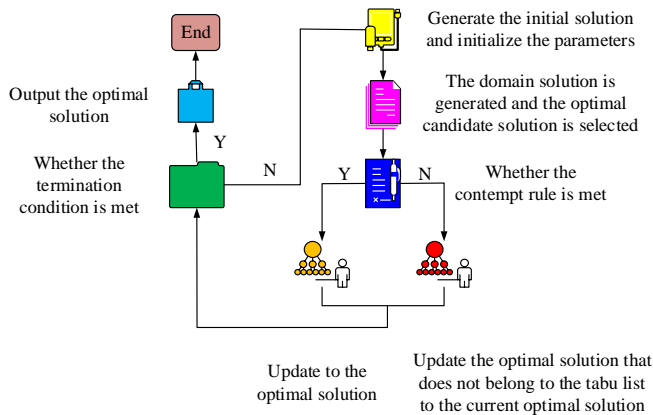 End
Generate the initial solution
and initialize the parameters
Output the optimal
solution
The domain solution is
generated and the optimal
candidate solution is selected
Y
Whether the
termination
condition is met
N
Whether the
contempt rule is met
Y
N
Update to the
optimal solution
Update the optimal solution that
does not belong to the tabu list
to the current optimal solution